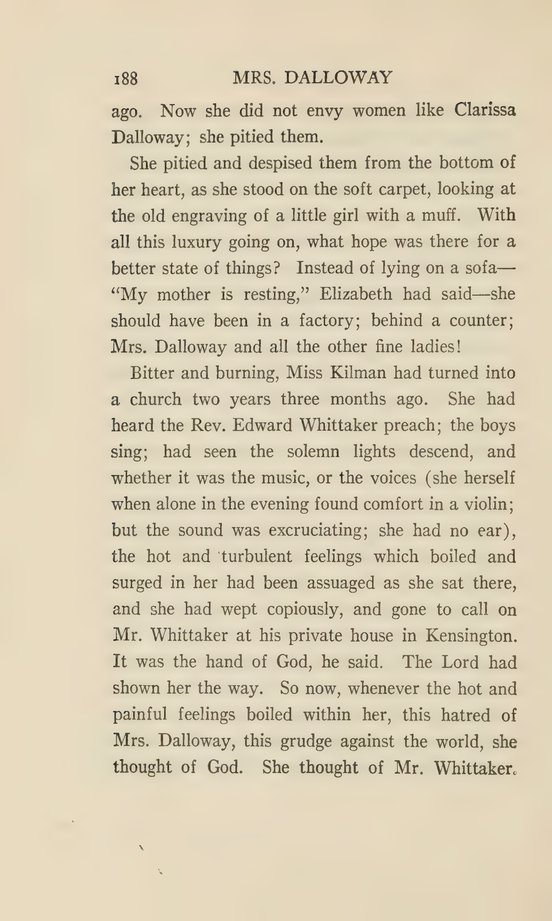 188 MRS. DALLOWAY
ago. Now she did not envy women like Clarissa
Dalloway; she pitied them.
She pitied and despised them from the bottom of
her heart, as she stood on the soft carpet, looking at
the old engraving of a little girl with a muff. With
all this luxury going on, what hope was there for a
better state of things? Instead of lying on a sofa—
“My mother is resting,” Elizabeth had said—she
should have been in a factory; behind a counter;
Mrs. Dalloway and all the other fine ladies!
Bitter and burning, Miss Kilman had turned into
a church two years three months ago. She had
heard the Rev. Edward Whittaker preach; the boys
sing; had seen the solemn lights descend, and
whether it was the music, or the voices (she herself
when alone in the evening found comfort in a violin;
but the sound was excruciating; she had no ear),
the hot and turbulent feelings which boiled and
surged in her had been assuaged as she sat there,
and she had wept copiously, and gone to call on
Mr. Whittaker at his private house in Kensington.
It was the hand of God, he said. The Lord had
shown her the way. So now, whenever the hot and
painful feelings boiled within her, this hatred of
Mrs. Dalloway, this grudge against the world, she
thought of God. She thought of Mr. Whittaker.